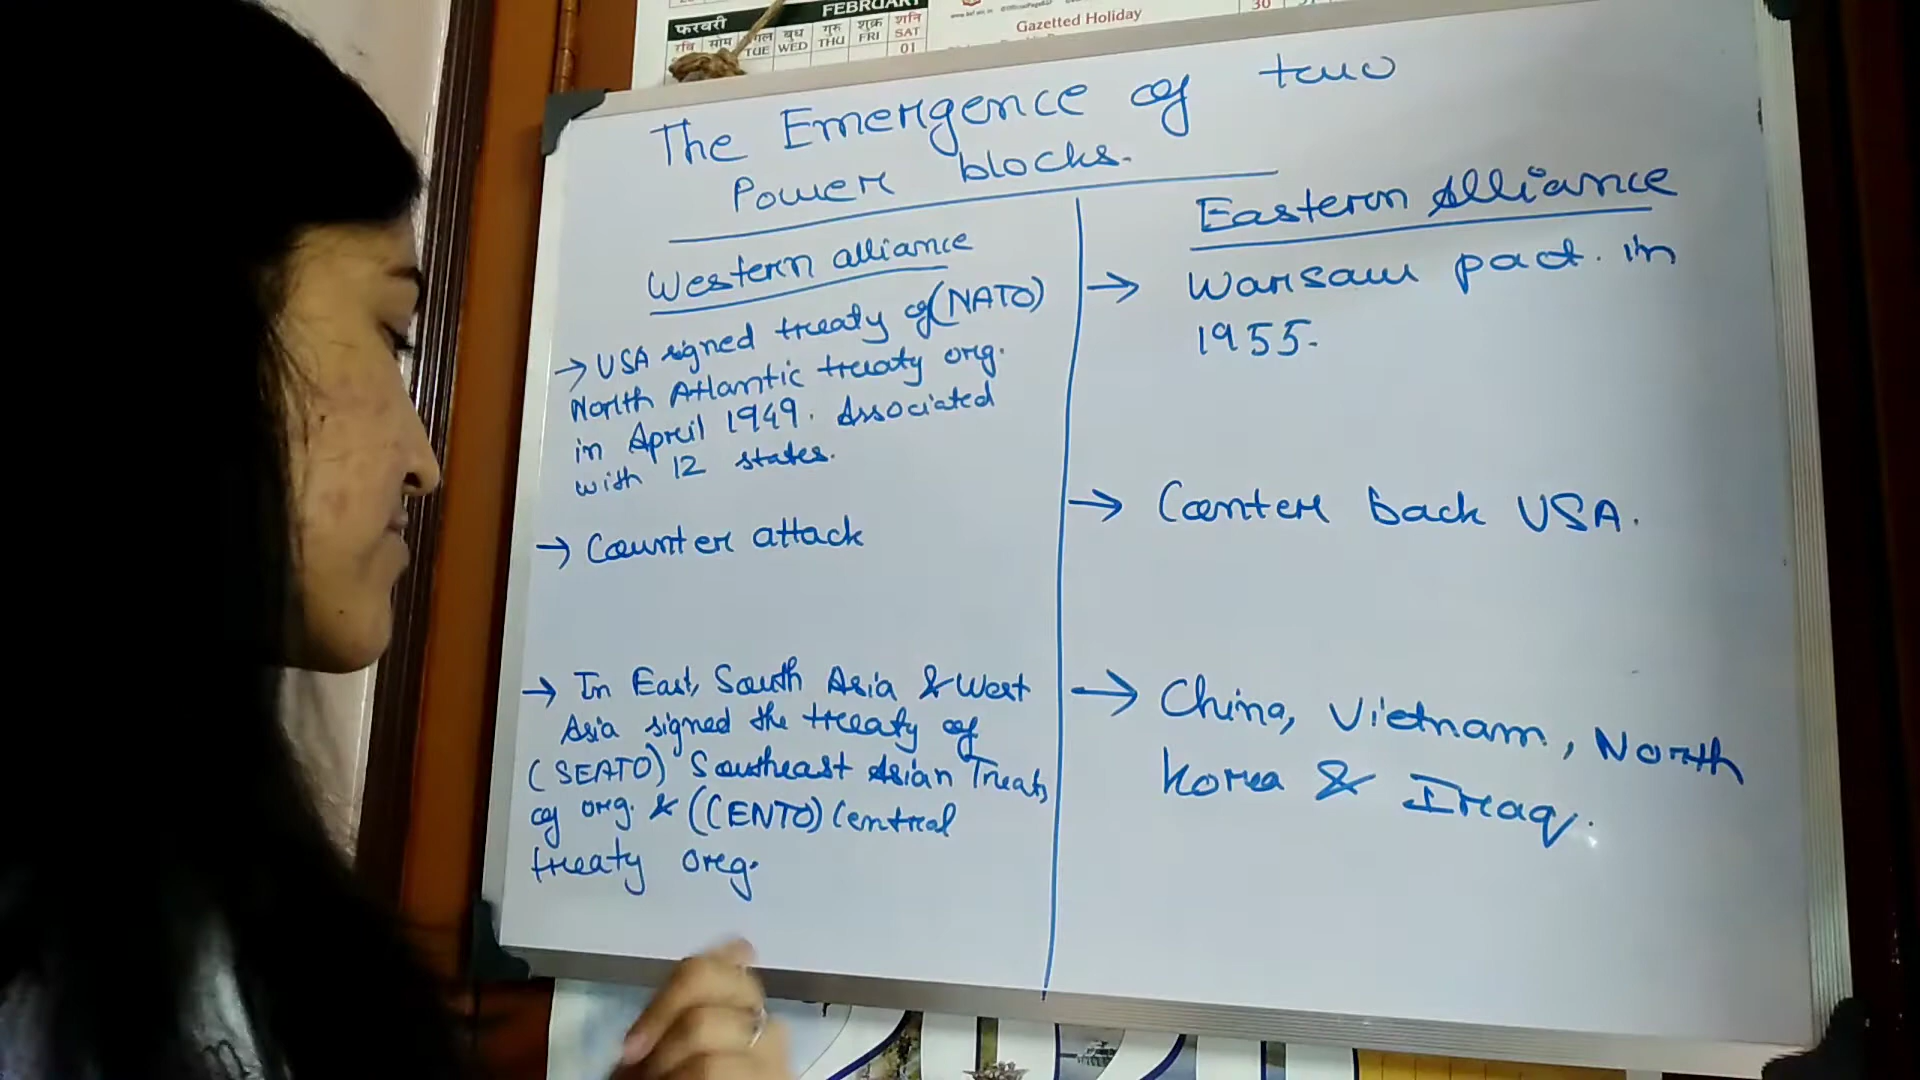 FEBRUARY
फरवरी
रवि सोम मंगल बुध गुरु शुक्र शनि
TUE WED THU FRI SAT
01
Gazetted Holiday
30
The Emergence of two
Power blocks.
Western alliance
→ USA signed treaty of (NATO)
North Atlantic treaty org.
in April 1949. Associated
with 12 states.
→ Counter attack
→ In East, South Asia & West
Asia signed the treaty of
(SEATO) Southeast Asian Treaty
of org. & ((CENTO) Central
treaty org.
Eastern Alliance
→ Warsaw pact. in
1955.
→ Counter back USA.
→ China, Vietnam, North
Korea & Iraq.